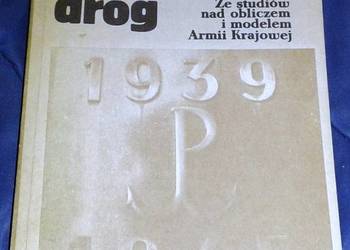 dróg
Ze studiów
nad obliczem
i modelem
Armii Krajowej
1939
P